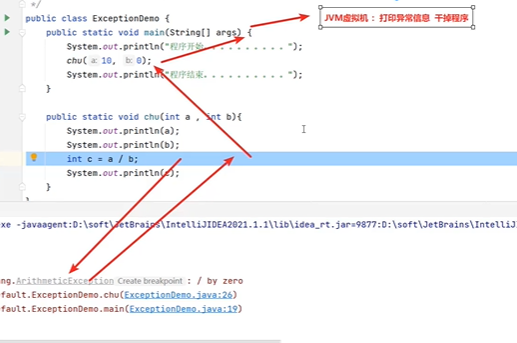 */
public class ExceptionDemo {
public static void main(String[] args) {
JVM虚拟机： 打印异常信息 干掉程序
System.out.println("程序开始. . . . . . . . . . . ");
chu( a: 10, b: 0);
System.out.println("程序结束. . . . . . . . . . . ");
}
public static void chu(int a , int b){
System.out.println(a);
System.out.println(b);
int c = a / b;
System.out.println(c);
}
}
exe -javaagent:D:\soft\JetBrains\IntelliJIDEA2021.1.1\lib\idea_rt.jar=9877:D:\soft\JetBrains\IntelliJ
ng.ArithmeticException Create breakpoint : / by zero
efault.ExceptionDemo.chu(ExceptionDemo.java:26)
efault.ExceptionDemo.main(ExceptionDemo.java:19)